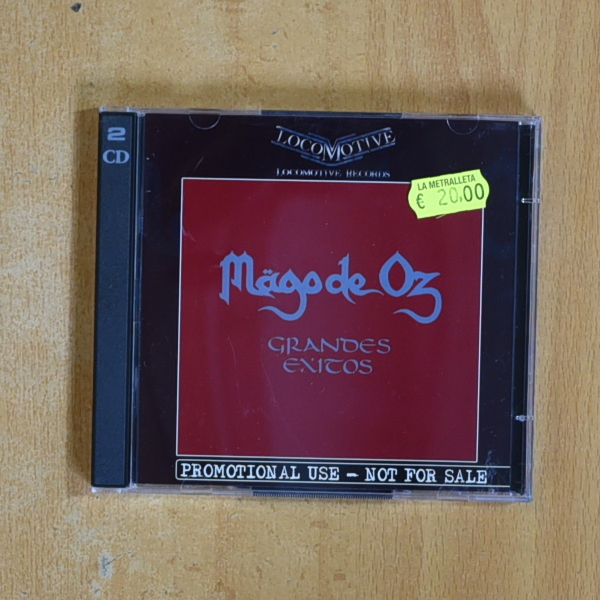 2
CD
LOCOMOTIVE
LOCOMOTIVE RECORDS
LA METRALLETA
€ 20,00
Mägo de Oz
GRANDES
EXITOS
PROMOTIONAL USE – NOT FOR SALE